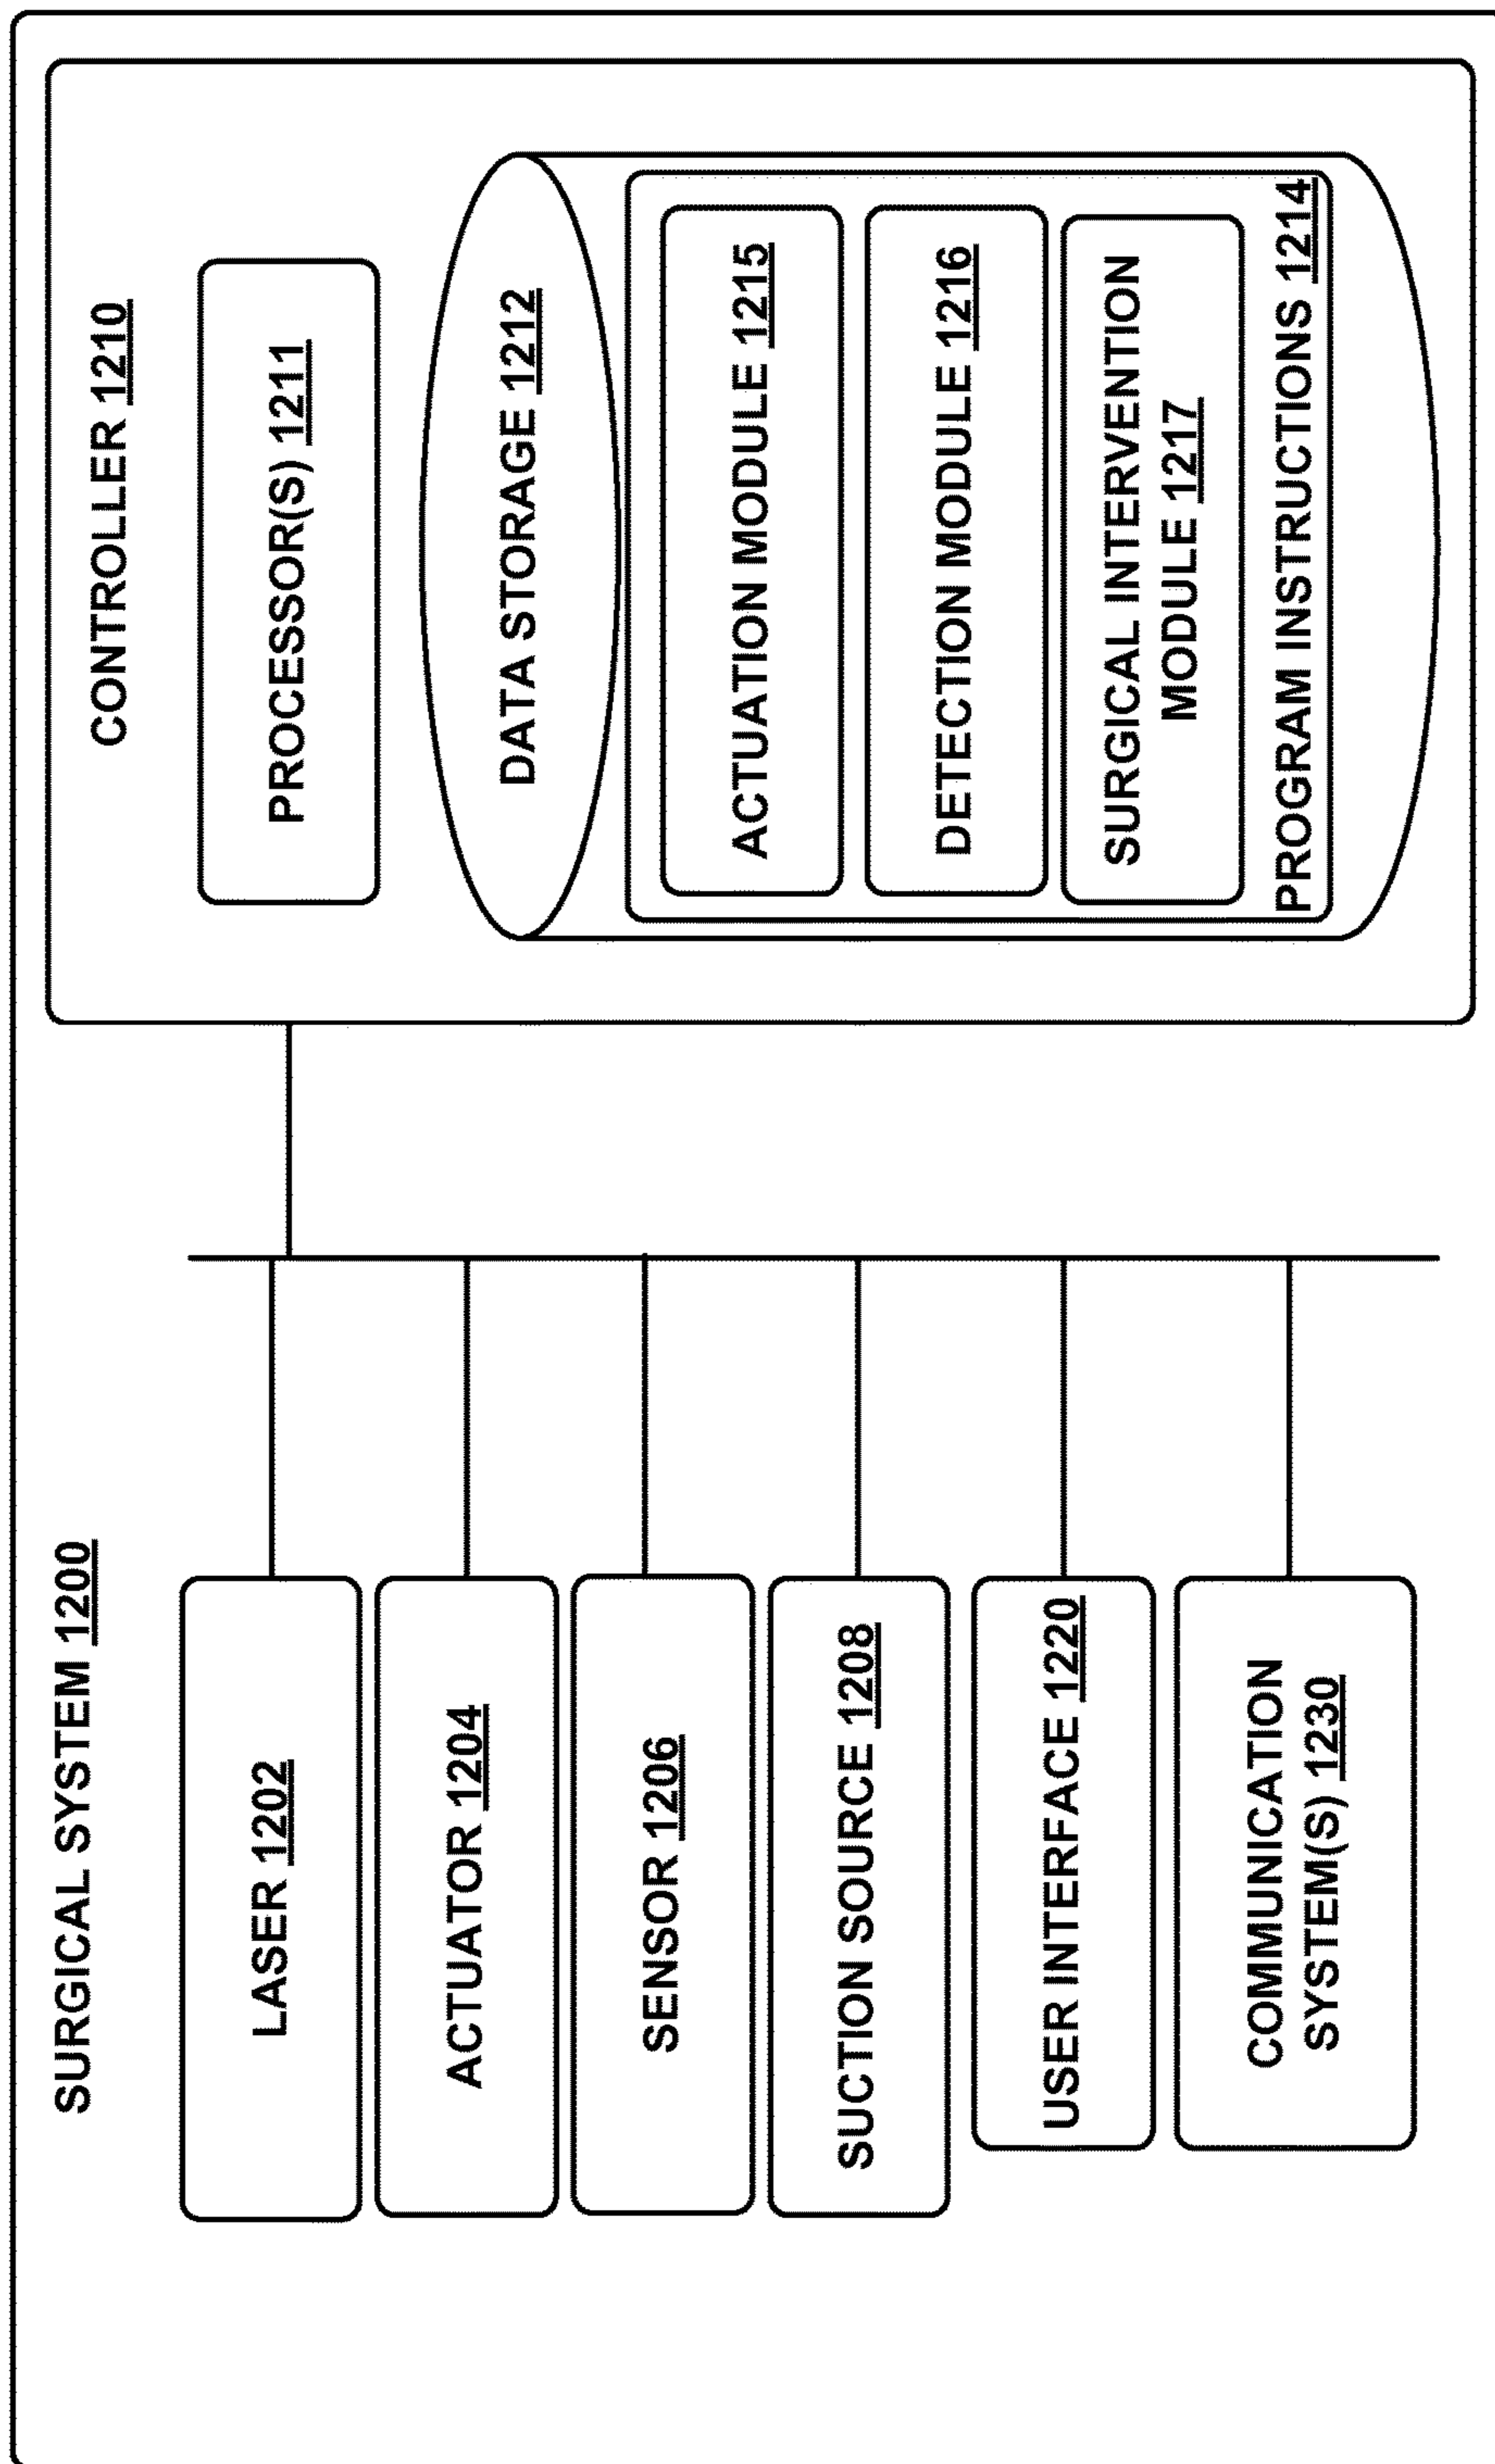 SURGICAL SYSTEM 1200
LASER 1202
ACTUATOR 1204
SENSOR 1206
SUCTION SOURCE 1208
USER INTERFACE 1220
COMMUNICATION
SYSTEM(S) 1230
CONTROLLER 1210
PROCESSOR(S) 1211
DATA STORAGE 1212
ACTUATION MODULE 1215
DETECTION MODULE 1216
SURGICAL INTERVENTION
MODULE 1217
PROGRAM INSTRUCTIONS 1214